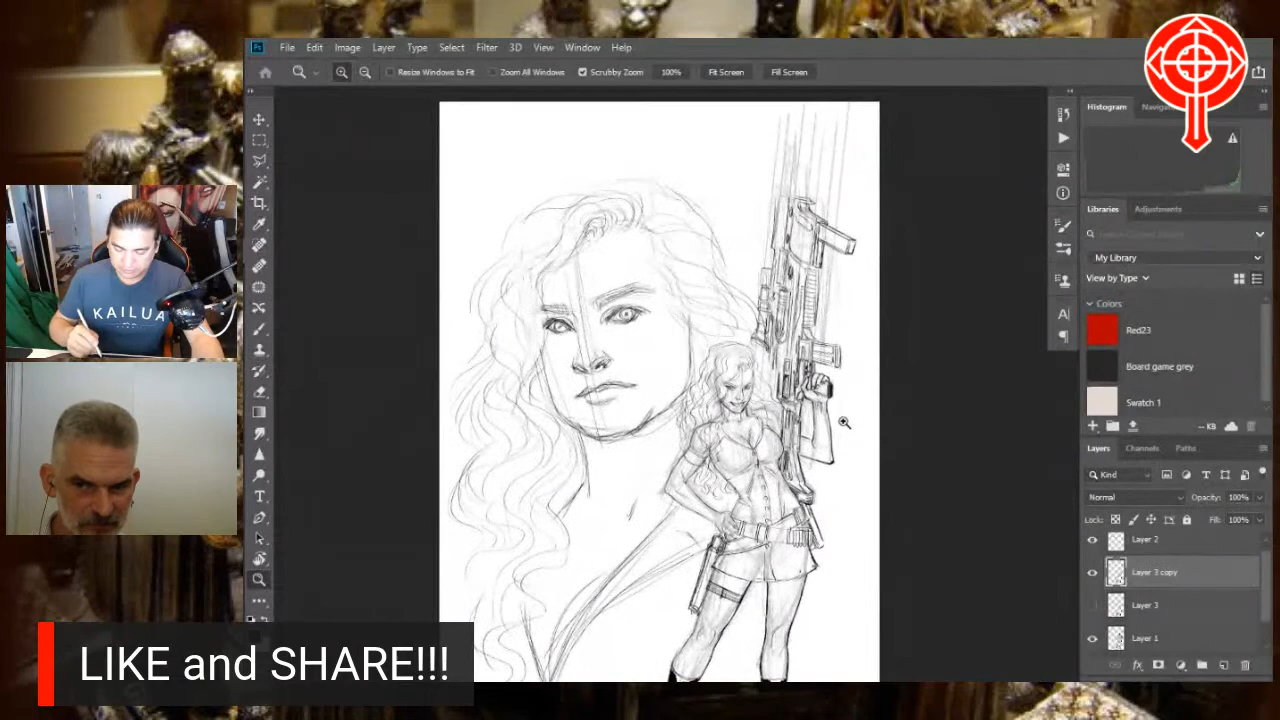 Ps File Edit Image Layer Type Select Filter 3D View Window Help
Resize Windows to Fit Zoom All Windows Scrubby Zoom 100% Fit Screen Fill Screen
Histogram
Libraries Adjustments
My Library
View by Type
Colors
Red23
KAILUA
Board game grey
Swatch 1
-- KB
Layers Channels Paths
Kind
Normal Opacity: 100%
Lock: Fill: 100%
Layer 2
Layer 3 copy
Layer 3
Layer 1
LIKE and SHARE!!!